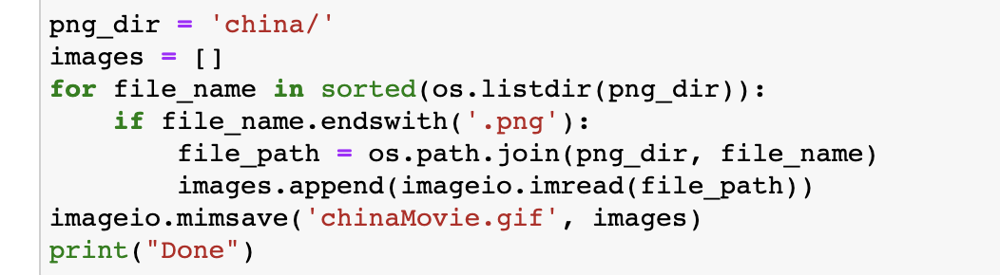 png_dir = 'china/'
images = []
for file_name in sorted(os.listdir(png_dir)):
    if file_name.endswith('.png'):
        file_path = os.path.join(png_dir, file_name)
        images.append(imageio.imread(file_path))
imageio.mimsave('chinaMovie.gif', images)
print("Done")